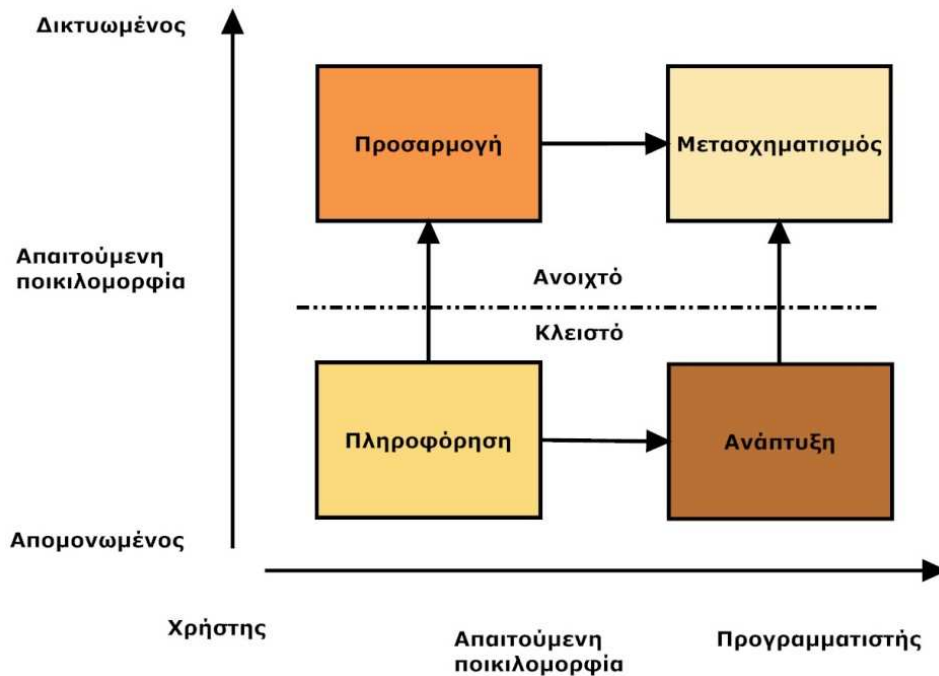 Δικτυωμένος
Προσαρμογή
Μετασχηματισμός
Απαιτούμενη
ποικιλομορφία
Ανοιχτό
Κλειστό
Πληροφόρηση
Ανάπτυξη
Απομονωμένος
Χρήστης
Απαιτούμενη
ποικιλομορφία
Προγραμματιστής